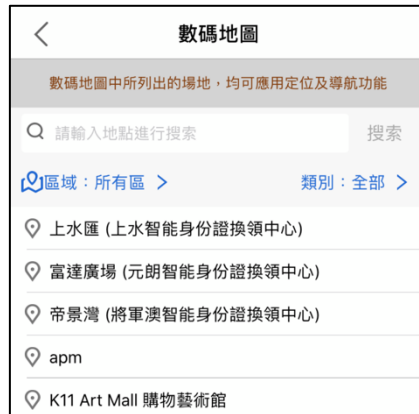 數碼地圖
數碼地圖中所列出的場地，均可應用定位及導航功能
請輸入地點進行搜索 搜索
區域：所有區 > 類別：全部 >
上水匯 (上水智能身份證換領中心)
富達廣場 (元朗智能身份證換領中心)
帝景灣 (將軍澳智能身份證換領中心)
apm
K11 Art Mall 購物藝術館